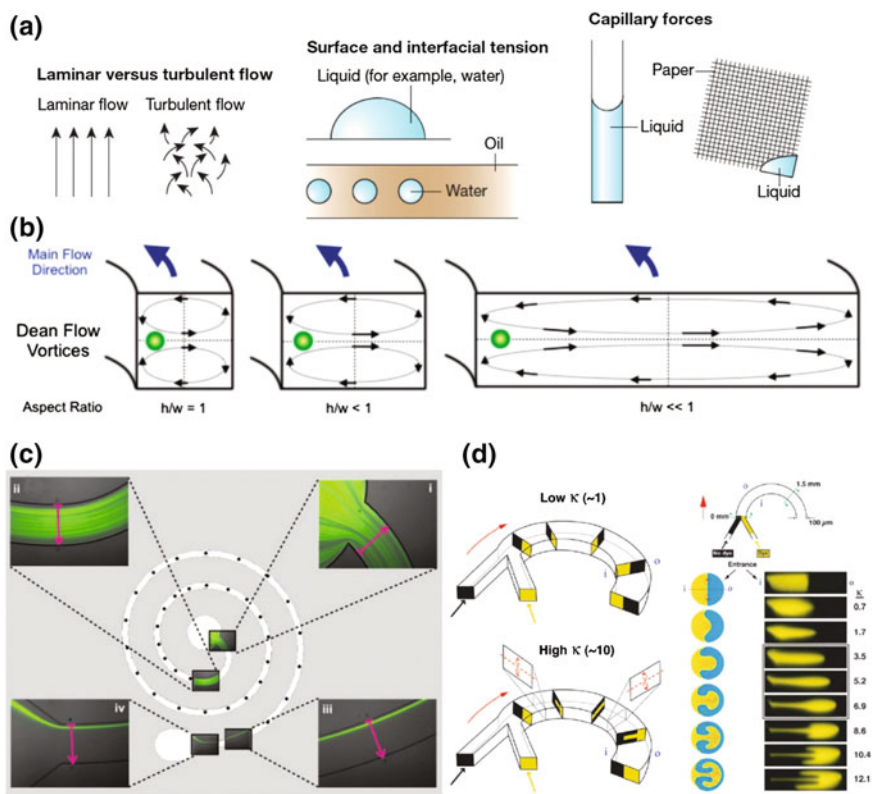 (a)
Laminar versus turbulent flow
Laminar flow
Turbulent flow
Surface and interfacial tension
Liquid (for example, water)
Oil
Water
Capillary forces
Paper
Liquid
Liquid
(b)
Main Flow
Direction
Dean Flow
Vortices
Aspect Ratio
h/w = 1
h/w < 1
h/w << 1
(c)
ii
i
iv
iii
(d)
Low κ (~1)
i
o
High κ (~10)
i
o
1.5 mm
o
i
0 mm
100 μm
No dye
Dye
Entrance
i
o
i
o
κ
0.7
1.7
3.5
5.2
6.9
8.6
10.4
12.1